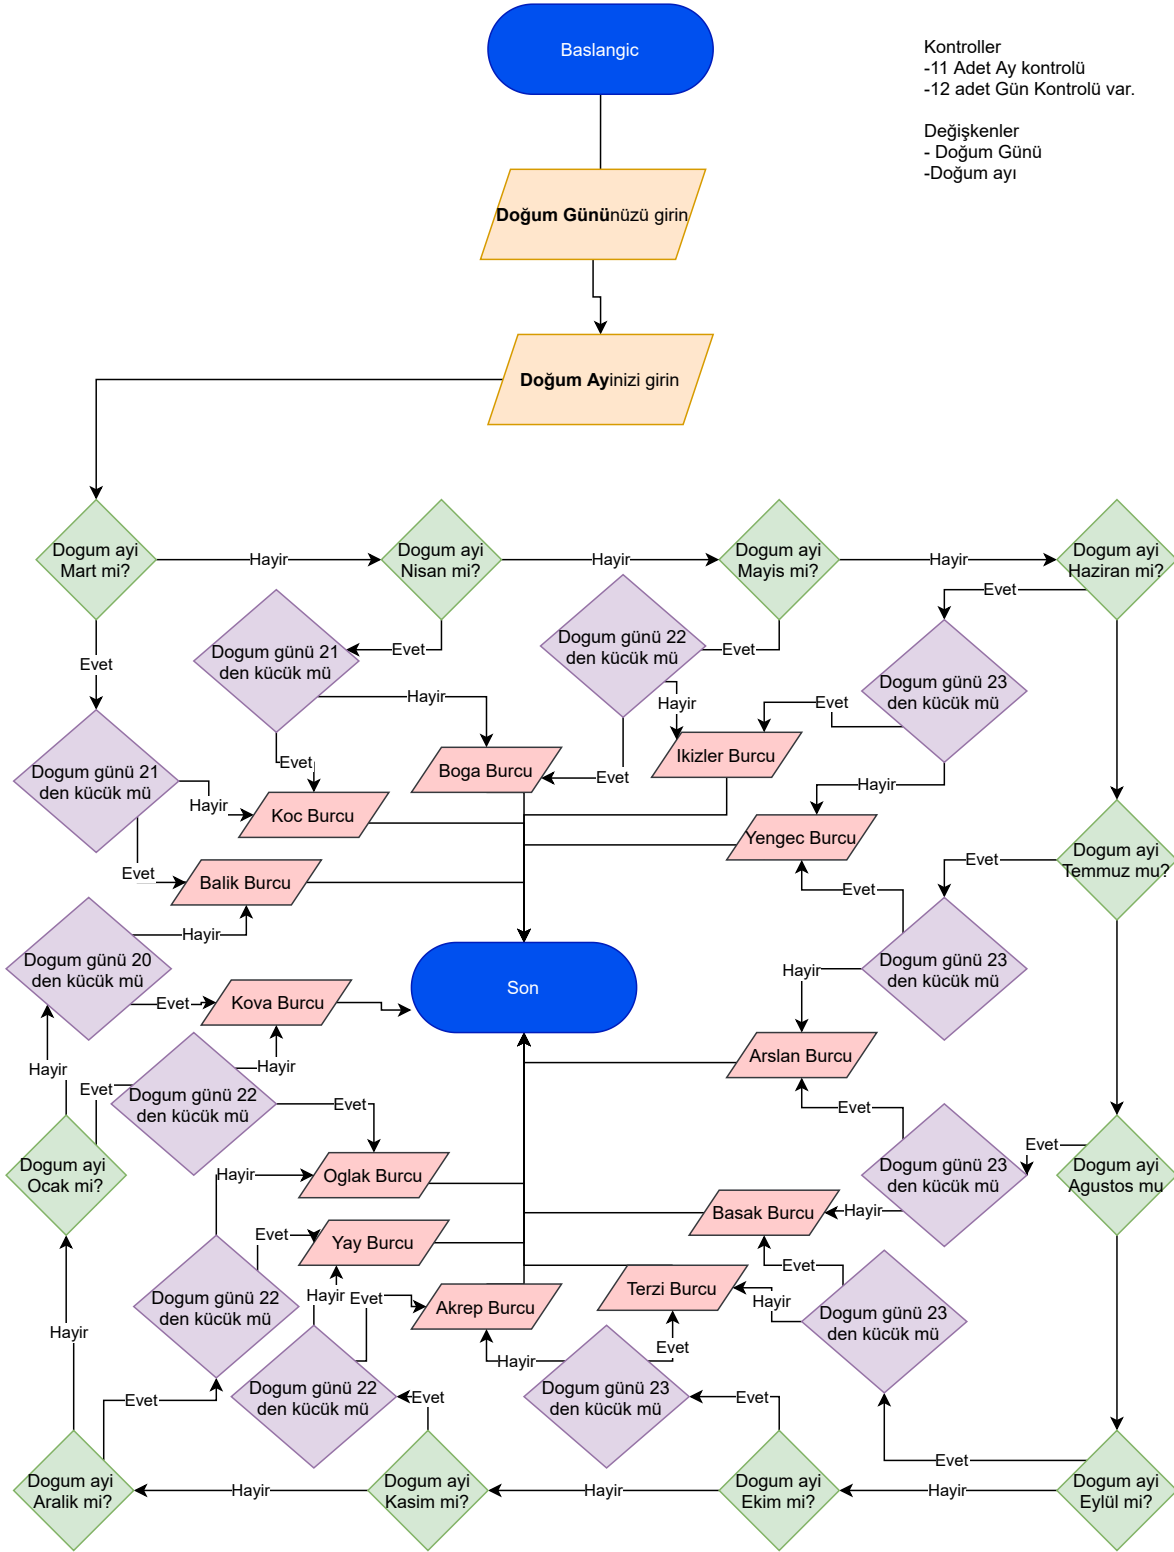 Baslangic
Kontroller
-11 Adet Ay kontrolü
-12 adet Gün Kontrolü var.
Değişkenler
- Doğum Günü
-Doğum ayı
Doğum Gününüzü girin
Doğum Ayinizi girin
Dogum ayi
Mart mi?
Hayir
Dogum ayi
Nisan mi?
Hayir
Dogum ayi
Mayis mi?
Hayir
Dogum ayi
Haziran mi?
Evet
Evet
Evet
Evet
Dogum günü 21
den kücük mü
Dogum günü 22
den kücük mü
Dogum günü 23
den kücük mü
Hayir
Hayir
Evet
Dogum günü 21
den kücük mü
Evet
Boga Burcu
Evet
Ikizler Burcu
Hayir
Hayir
Koc Burcu
Yengec Burcu
Dogum ayi
Temmuz mu?
Evet
Evet
Balik Burcu
Evet
Hayir
Dogum günü 20
den kücük mü
Dogum günü 23
den kücük mü
Hayir
Evet
Kova Burcu
Son
Hayir
Hayir
Arslan Burcu
Evet
Dogum günü 22
den kücük mü
Evet
Evet
Dogum ayi
Ocak mi?
Hayir
Oglak Burcu
Dogum günü 23
den kücük mü
Evet
Dogum ayi
Agustos mu
Basak Burcu
Hayir
Evet
Yay Burcu
Evet
Dogum günü 22
den kücük mü
Hayir
Evet
Akrep Burcu
Terzi Burcu
Hayir
Dogum günü 23
den kücük mü
Hayir
Hayir
Evet
Dogum günü 22
den kücük mü
Dogum günü 23
den kücük mü
Evet
Evet
Evet
Evet
Dogum ayi
Aralik mi?
Hayir
Dogum ayi
Kasim mi?
Hayir
Dogum ayi
Ekim mi?
Hayir
Dogum ayi
Eylül mi?